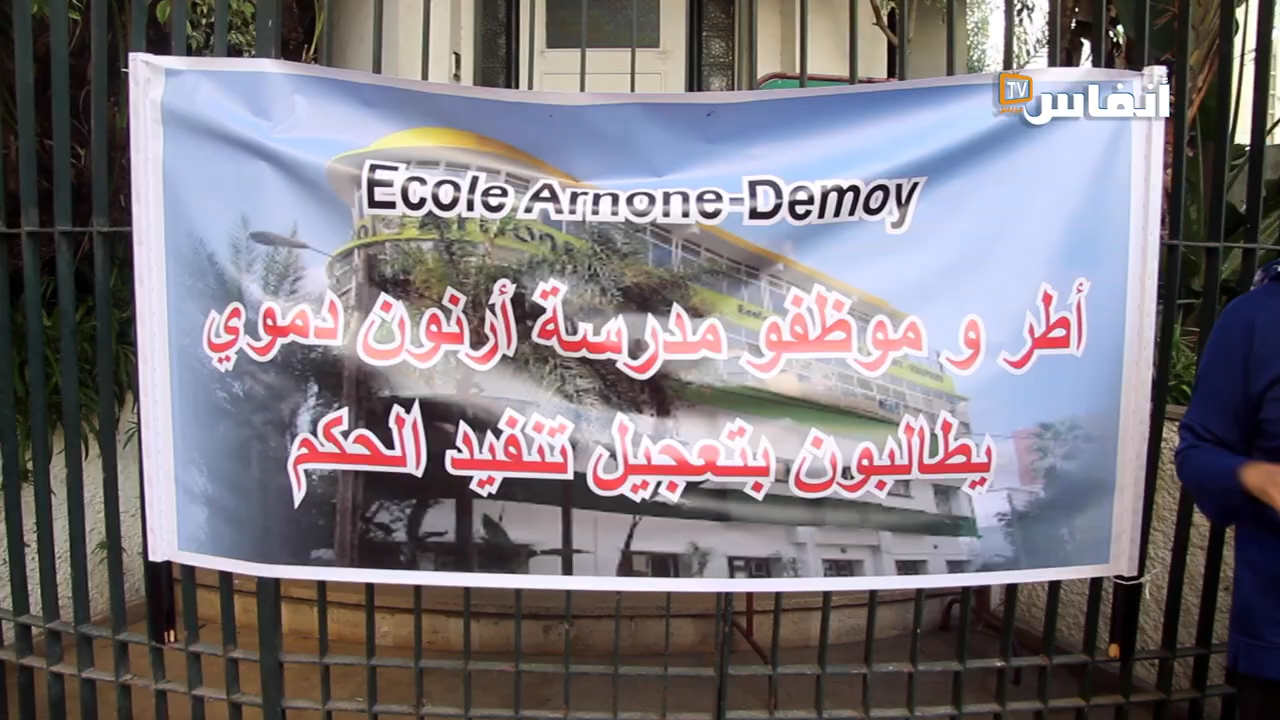 أنفاس TV
Ecole Arnone-Demoy
أطر و موظفو مدرسة أرنون دموي
يطالبون بتعجيل تنفيد الحكم